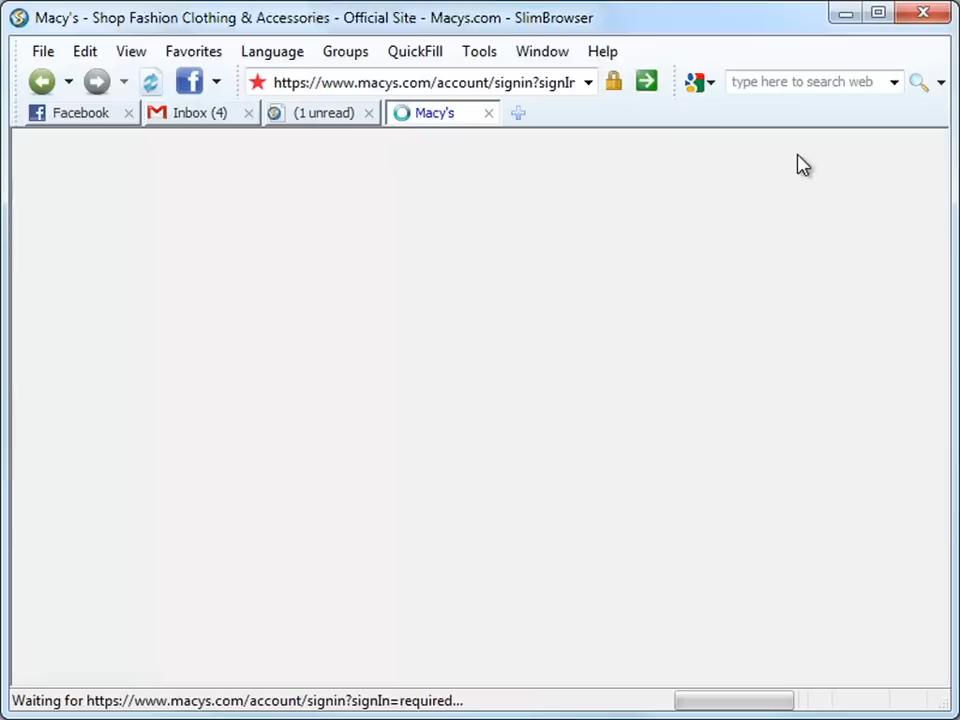 Macy's - Shop Fashion Clothing & Accessories - Official Site - Macys.com - SlimBrowser
File Edit View Favorites Language Groups QuickFill Tools Window Help
https://www.macys.com/account/signin?signIr type here to search web
Facebook Inbox (4) (1 unread) Macy's
Waiting for https://www.macys.com/account/signin?signIn=required...